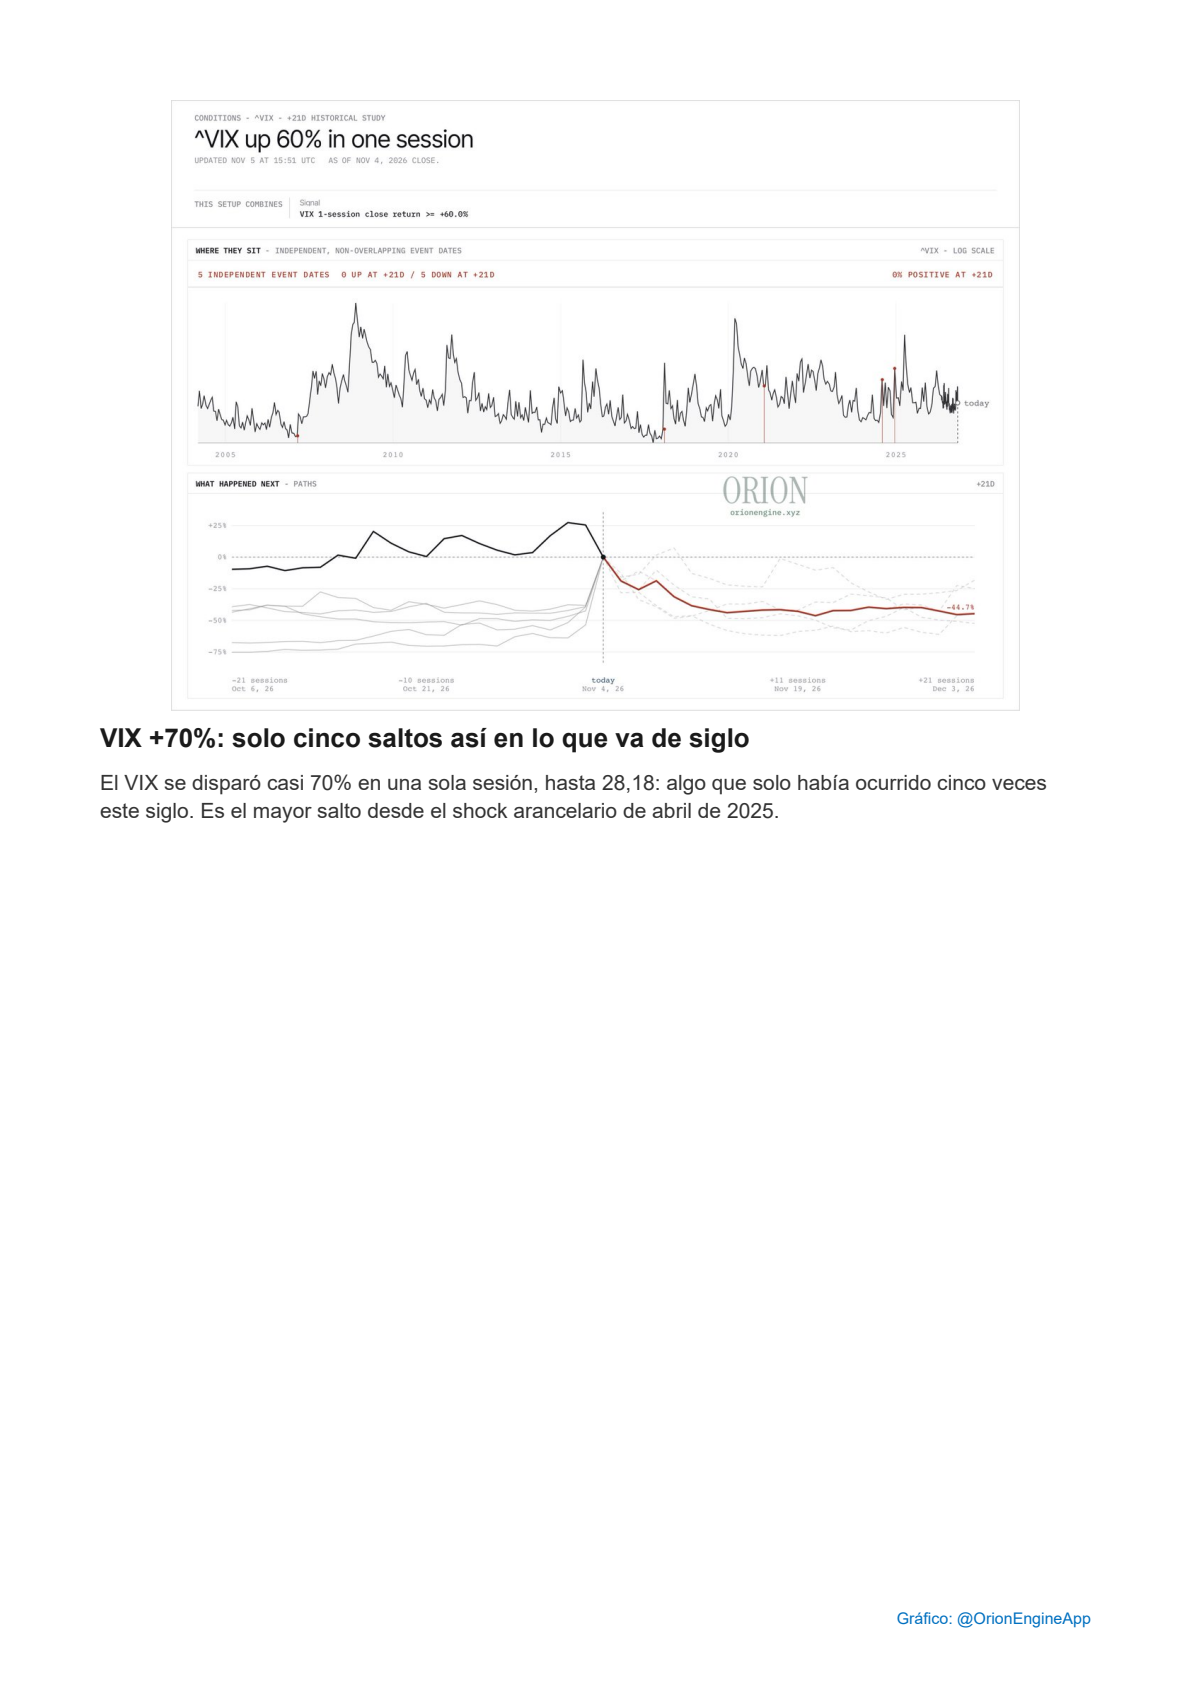 CONDITIONS - ^VIX - +21D HISTORICAL STUDY
^VIX up 60% in one session
UPDATED NOV 5 AT 15:51 UTC AS OF NOV 4, 2026 CLOSE.
THIS SETUP COMBINES
Signal
VIX 1-session close return >= +60.0%
WHERE THEY SIT - INDEPENDENT, NON-OVERLAPPING EVENT DATES ^VIX - LOG SCALE
5 INDEPENDENT EVENT DATES 0 UP AT +21D / 5 DOWN AT +21D 0% POSITIVE AT +21D
today
2005 2010 2015 2020 2025
WHAT HAPPENED NEXT - PATHS +21D
ORION
orionengine.xyz
+25%
0%
-25%
-44.7%
-50%
-75%
-21 sessions -10 sessions today +11 sessions +21 sessions
Oct 6, 26 Oct 21, 26 Nov 4, 26 Nov 19, 26 Dec 3, 26
VIX +70%: solo cinco saltos así en lo que va de siglo
El VIX se disparó casi 70% en una sola sesión, hasta 28,18: algo que solo había ocurrido cinco veces
este siglo. Es el mayor salto desde el shock arancelario de abril de 2025.
Gráfico: @OrionEngineApp